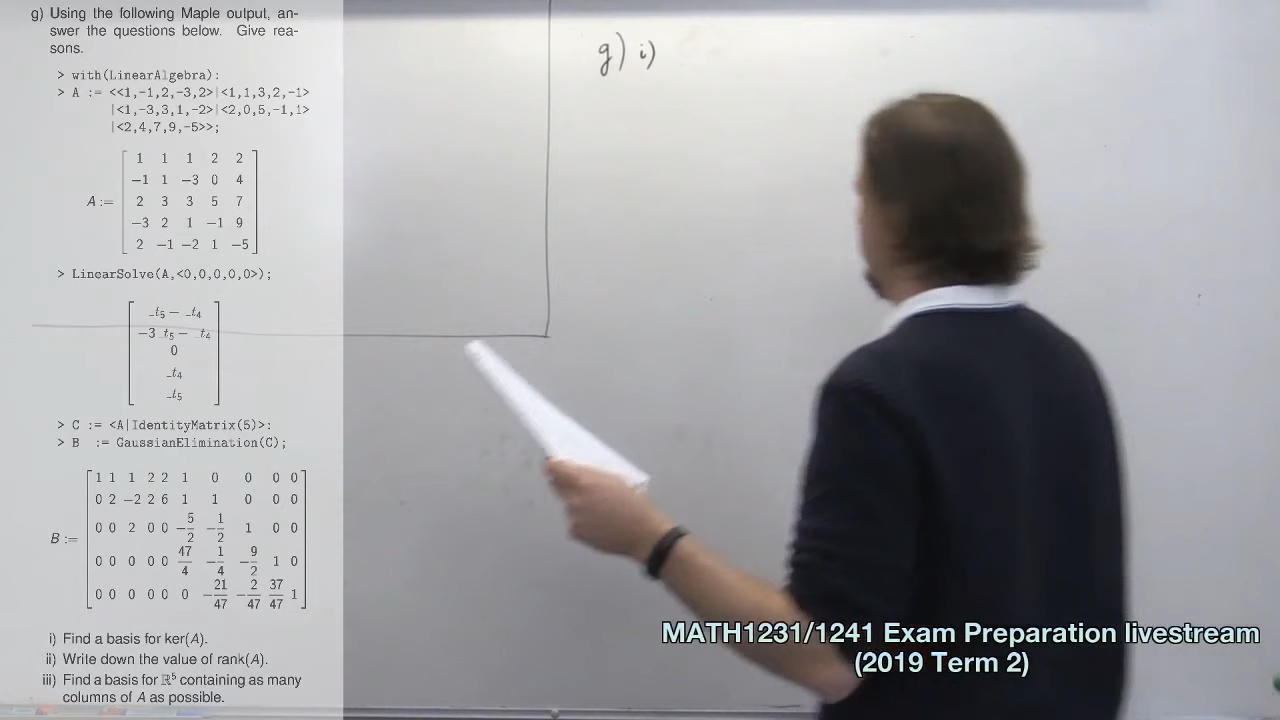 g) Using the following Maple output, an-
swer the questions below. Give rea-
sons.
> with(LinearAlgebra):
> A := <<1,-1,2,-3,2>|<1,1,3,2,-1>
|<1,-3,3,1,-2>|<2,0,5,-1,1>
|<2,4,7,9,-5>>;
1 1 1 2 2
−1 1 −3 0 4
A := 2 3 3 5 7
−3 2 1 −1 9
2 −1 −2 1 −5
> LinearSolve(A,<0,0,0,0,0>);
_t₅ − _t₄
−3 _t₅ − _t₄
0
_t₄
_t₅
> C := <A|IdentityMatrix(5)>:
> B := GaussianElimination(C);
1 1 1 2 2 1 0 0 0 0
0 2 −2 2 6 1 1 0 0 0
B := 0 0 2 0 0 −5/2 −1/2 1 0 0
0 0 0 0 0 47/4 −1/4 −9/2 1 0
0 0 0 0 0 0 −21/47 −2/47 37/47 1
i) Find a basis for ker(A).
ii) Write down the value of rank(A).
iii) Find a basis for ℝ⁵ containing as many
columns of A as possible.
g) i)
MATH1231/1241 Exam Preparation livestream
(2019 Term 2)